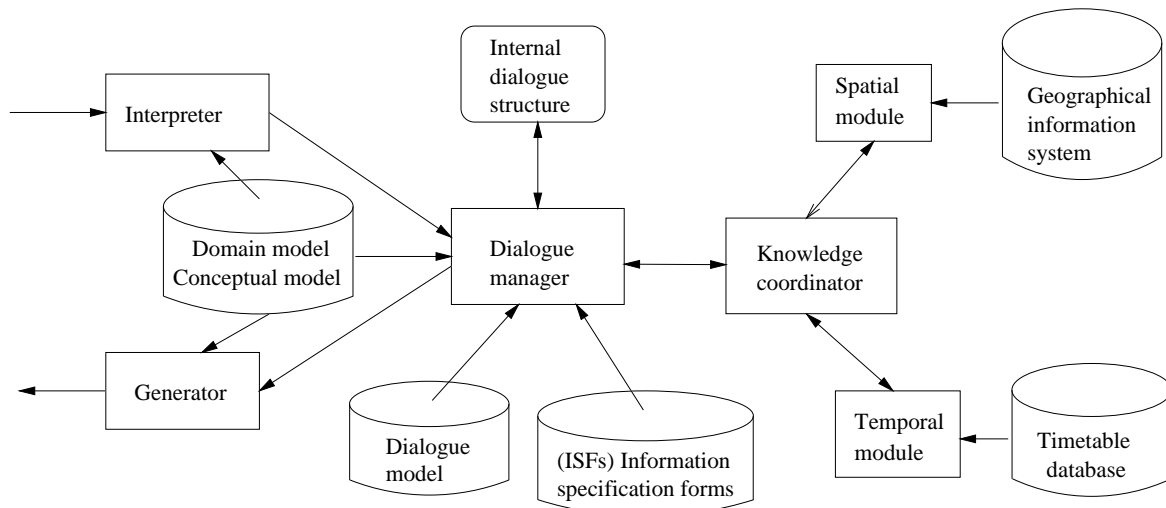 Internal
dialogue
structure
Interpreter
Spatial
module
Geographical
information
system
Domain model
Conceptual model
Dialogue
manager
Knowledge
coordinator
Generator
Dialogue
model
(ISFs) Information
specification forms
Temporal
module
Timetable
database